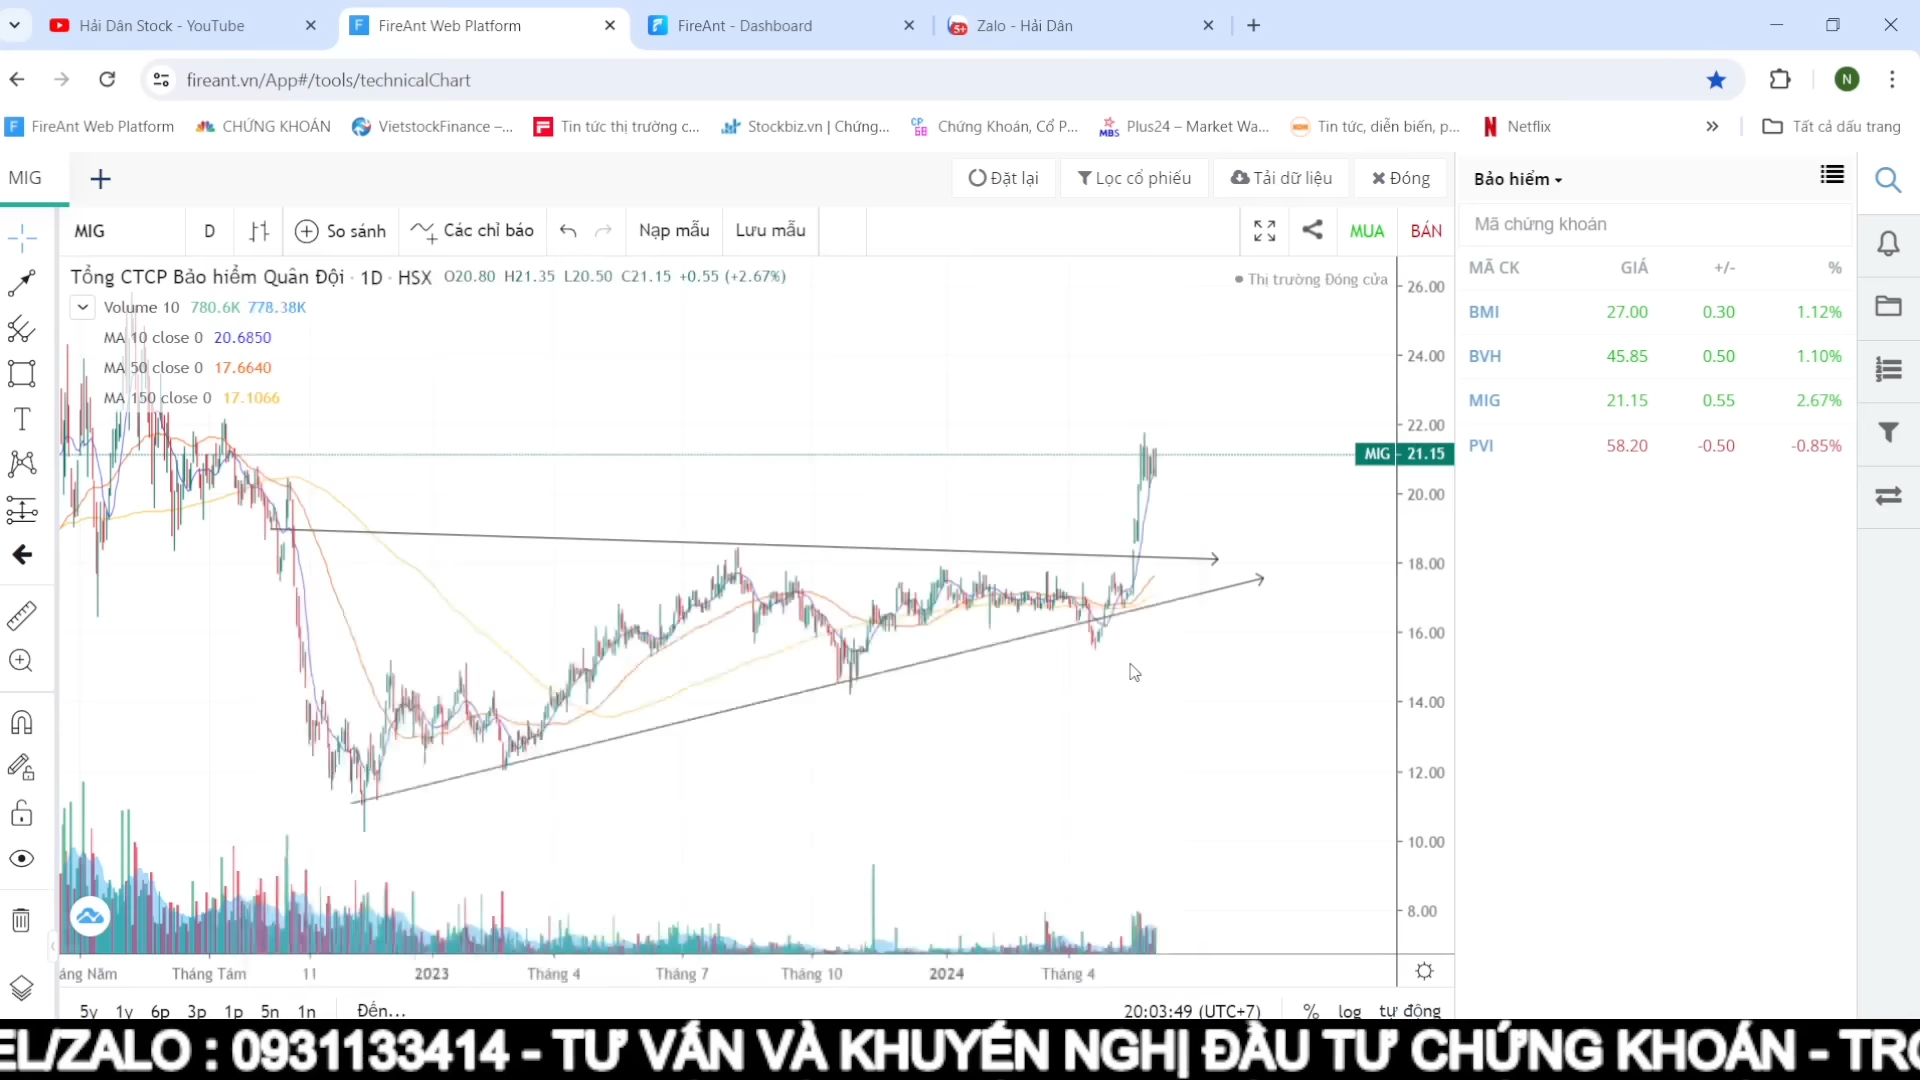 Hải Dân Stock - YouTube
FireAnt Web Platform
FireAnt - Dashboard
Zalo - Hải Dân
fireant.vn/App#/tools/technicalChart
N
FireAnt Web Platform
CHỨNG KHOÁN
VietstockFinance –...
Tin tức thị trường c...
Stockbiz.vn | Chứng...
Chứng Khoán, Cổ P...
Plus24 – Market Wa...
Tin tức, diễn biến, p...
Netflix
Tất cả dấu trang
MIG
Đặt lại
Lọc cổ phiếu
Tải dữ liệu
Đóng
Bảo hiểm
MIG
D
So sánh
Các chỉ báo
Nạp mẫu
Lưu mẫu
MUA
BÁN
Mã chứng khoán
Tổng CTCP Bảo hiểm Quân Đội · 1D · HSX O20.80 H21.35 L20.50 C21.15 +0.55 (+2.67%)
Thị trường Đóng cửa
Volume 10 780.6K 778.38K
MA 10 close 0 20.6850
MA 50 close 0 17.6640
MA 150 close 0 17.1066
MÃ CK GIÁ +/- %
BMI 27.00 0.30 1.12%
BVH 45.85 0.50 1.10%
MIG 21.15 0.55 2.67%
PVI 58.20 -0.50 -0.85%
26.00
24.00
22.00
MIG 21.15
20.00
18.00
16.00
14.00
12.00
10.00
8.00
áng Năm Tháng Tám 11 2023 Tháng 4 Tháng 7 Tháng 10 2024 Tháng 4
5y 1y 6p 3p 1p 5n 1n Đến...
20:03:49 (UTC+7) % log tự động
EL/ZALO : 0931133414 - TƯ VẤN VÀ KHUYẾN NGHỊ ĐẦU TƯ CHỨNG KHOÁN - TRO